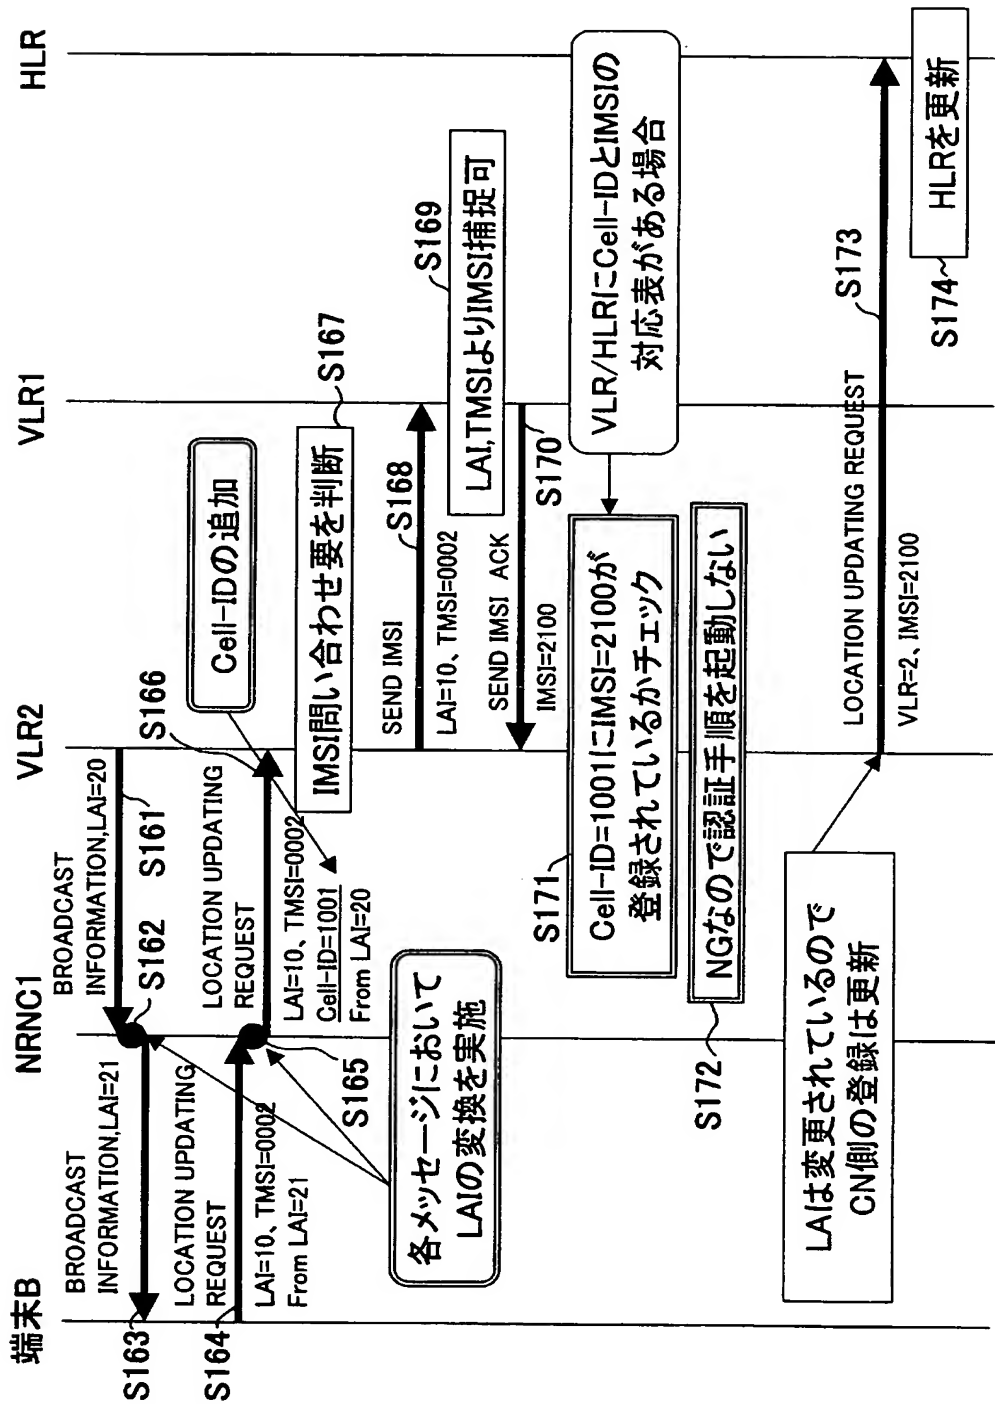 端末B
NRNC1
VLR2
VLR1
HLR
BROADCAST
INFORMATION,LAI=20
S161
S162
BROADCAST
INFORMATION,LAI=21
S163
LOCATION UPDATING
REQUEST
S164
LAI=10、TMSI=0002
From LAI=21
S165
LOCATION UPDATING
REQUEST
S166
LAI=10、TMSI=0002
Cell-ID=1001
From LAI=20
Cell-IDの追加
各メッセージにおいて
LAIの変換を実施
IMSI問い合わせ要を判断
S167
SEND IMSI
S168
LAI=10、TMSI=0002
S169
LAI,TMSIよりIMSI捕捉可
SEND IMSI ACK
S170
IMSI=2100
VLR/HLRにCell-IDとIMSIの
対応表がある場合
S171
Cell-ID=1001にIMSI=2100が
登録されているかチェック
S172
NGなので認証手順を起動しない
LAは変更されているので
CN側の登録は更新
LOCATION UPDATING REQUEST
S173
VLR=2、IMSI=2100
S174
HLRを更新